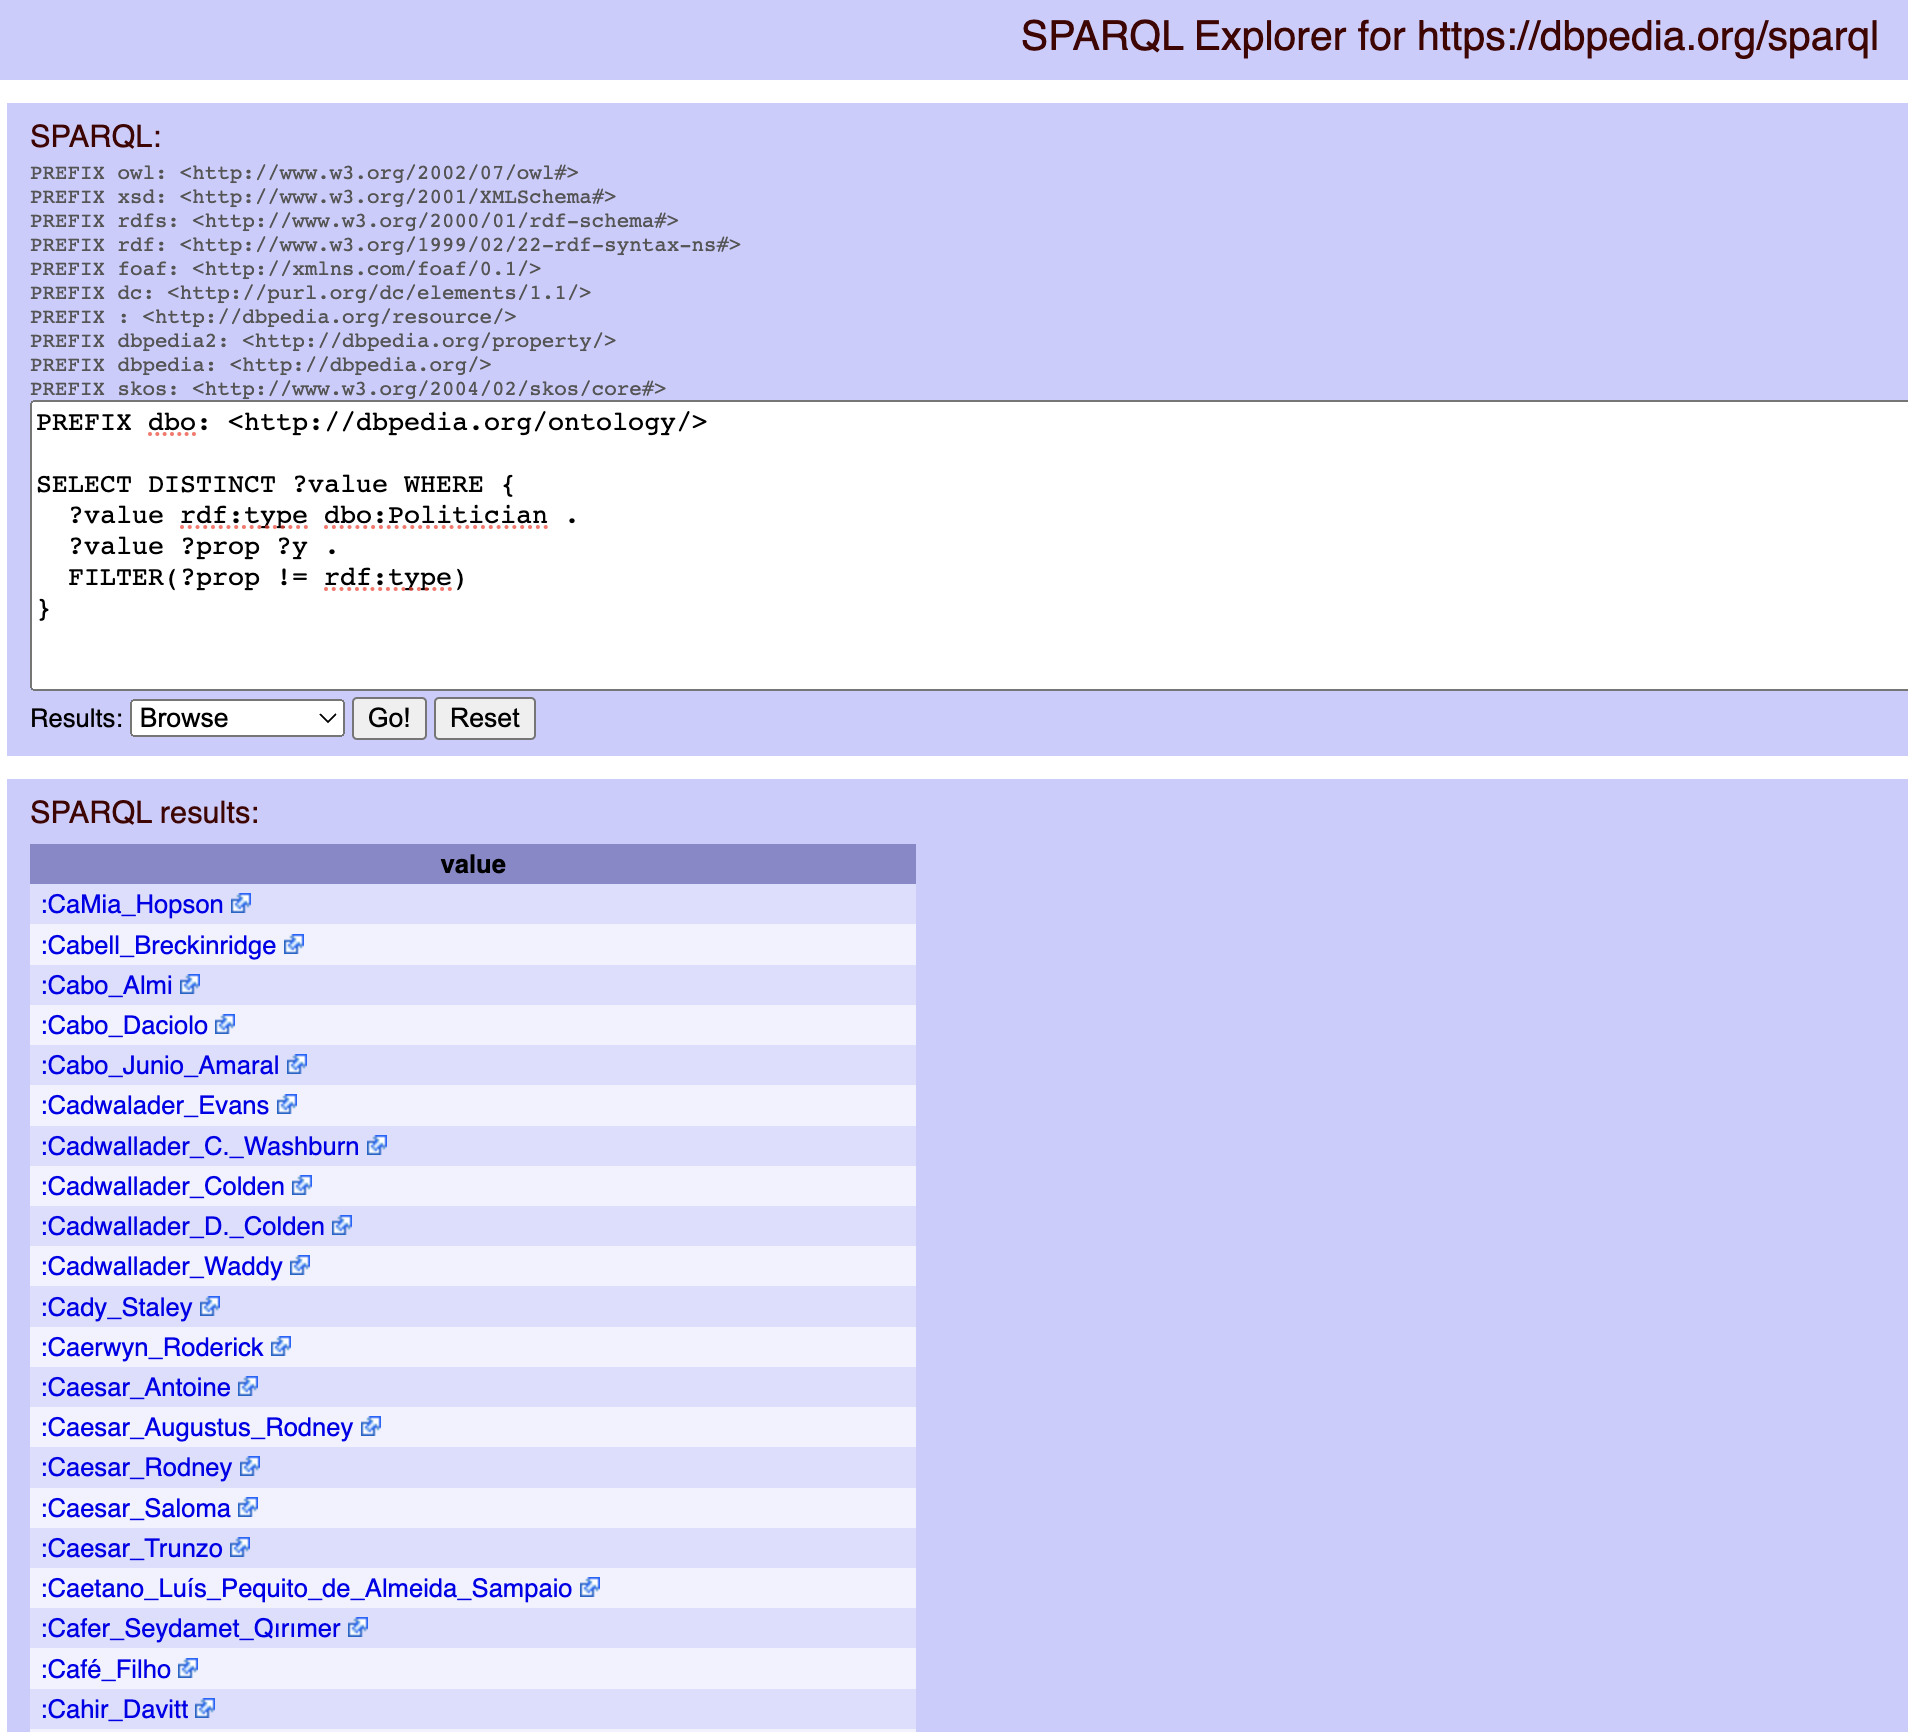 SPARQL Explorer for https://dbpedia.org/sparql
SPARQL:
PREFIX owl: <http://www.w3.org/2002/07/owl#>
PREFIX xsd: <http://www.w3.org/2001/XMLSchema#>
PREFIX rdfs: <http://www.w3.org/2000/01/rdf-schema#>
PREFIX rdf: <http://www.w3.org/1999/02/22-rdf-syntax-ns#>
PREFIX foaf: <http://xmlns.com/foaf/0.1/>
PREFIX dc: <http://purl.org/dc/elements/1.1/>
PREFIX : <http://dbpedia.org/resource/>
PREFIX dbpedia2: <http://dbpedia.org/property/>
PREFIX dbpedia: <http://dbpedia.org/>
PREFIX skos: <http://www.w3.org/2004/02/skos/core#>
PREFIX dbo: <http://dbpedia.org/ontology/>
SELECT DISTINCT ?value WHERE {
?value rdf:type dbo:Politician .
?value ?prop ?y .
FILTER(?prop != rdf:type)
}
Results: Browse Go! Reset
SPARQL results:
value
:CaMia_Hopson
:Cabell_Breckinridge
:Cabo_Almi
:Cabo_Daciolo
:Cabo_Junio_Amaral
:Cadwalader_Evans
:Cadwallader_C._Washburn
:Cadwallader_Colden
:Cadwallader_D._Colden
:Cadwallader_Waddy
:Cady_Staley
:Caerwyn_Roderick
:Caesar_Antoine
:Caesar_Augustus_Rodney
:Caesar_Rodney
:Caesar_Saloma
:Caesar_Trunzo
:Caetano_Luís_Pequito_de_Almeida_Sampaio
:Cafer_Seydamet_Qırımer
:Café_Filho
:Cahir_Davitt